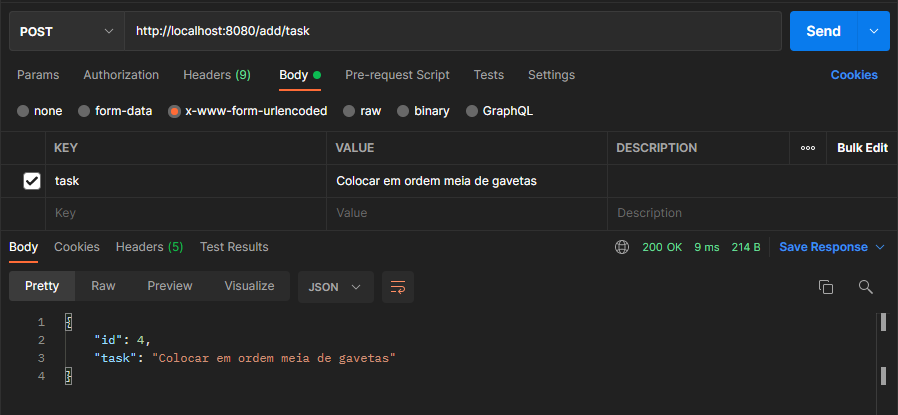 POST http://localhost:8080/add/task Send
Params Authorization Headers (9) Body Pre-request Script Tests Settings Cookies
none form-data x-www-form-urlencoded raw binary GraphQL
KEY VALUE DESCRIPTION ooo Bulk Edit
task Colocar em ordem meia de gavetas
Key Value Description
Body Cookies Headers (5) Test Results 200 OK 9 ms 214 B Save Response
Pretty Raw Preview Visualize JSON
1 {
2 "id": 4,
3 "task": "Colocar em ordem meia de gavetas"
4 }